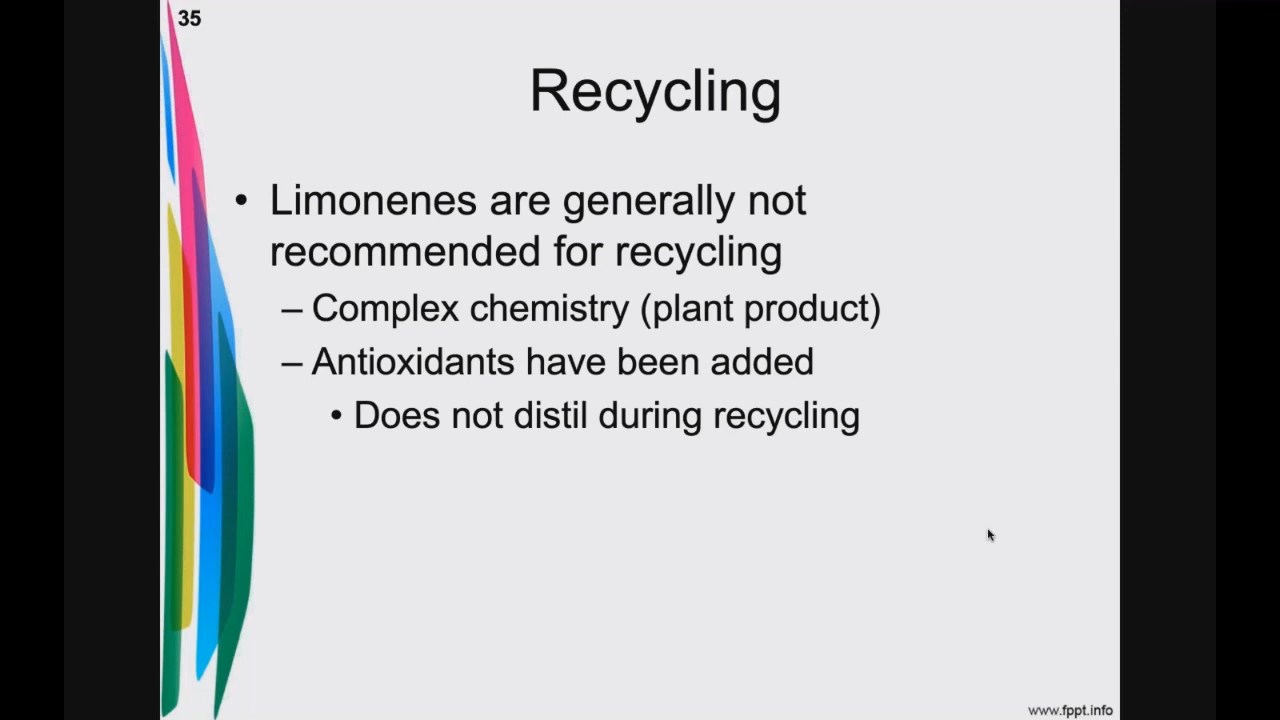 35
Recycling
• Limonenes are generally not
recommended for recycling
– Complex chemistry (plant product)
– Antioxidants have been added
• Does not distil during recycling
www.fppt.info